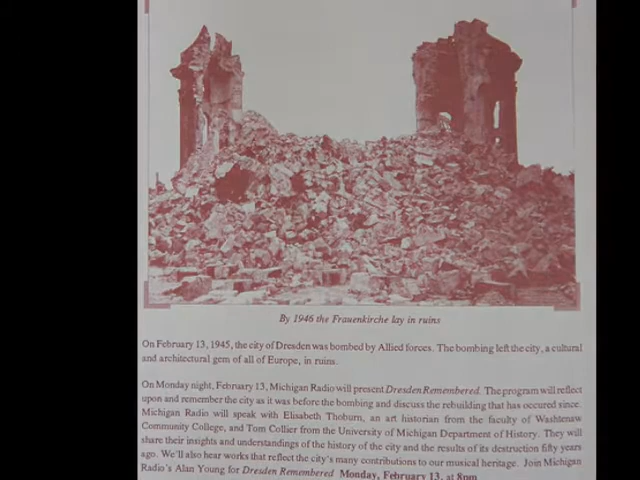 By 1946 the Frauenkirche lay in ruins
On February 13, 1945, the city of Dresden was bombed by Allied forces. The bombing left the city, a cultural
and architectural gem of all of Europe, in ruins.
On Monday night, February 13, Michigan Radio will present Dresden Remembered. The program will reflect
upon and remember the city as it was before the bombing and discuss the rebuilding that has occured since.
Michigan Radio will speak with Elisabeth Thoburn, an art historian from the faculty of Washtenaw
Community College, and Tom Collier from the University of Michigan Department of History. They will
share their insights and understandings of the history of the city and the results of its destruction fifty years
ago. We'll also hear works that reflect the city's many contributions to our musical heritage. Join Michigan
Radio's Alan Young for Dresden Remembered Monday, February 13, at 8pm